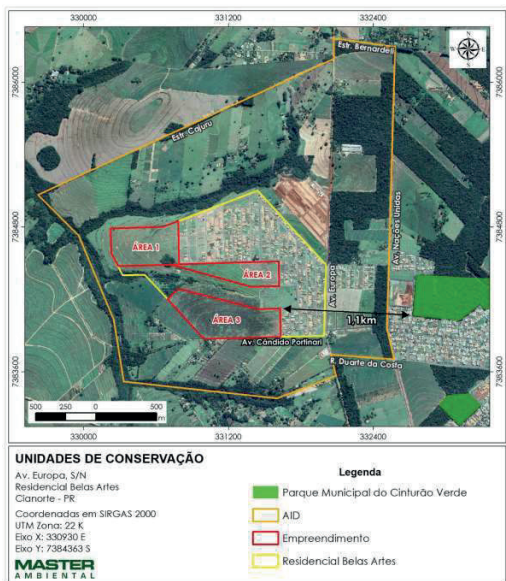 330000 331200 332400
7386000
7384800
7383600
Estr. Bernardeli
Estr. Cajuru
Av. Nações Unidas
ÁREA 1
ÁREA 2
Av. Europa
ÁREA 3
1,1km
Av. Cândido Portinari
R. Duarte da Costa
N
W E
S
500 250 0 500
m
7386000
7384800
7383600
330000 331200 332400
UNIDADES DE CONSERVAÇÃO
Av. Europa, S/N
Residencial Belas Artes
Cianorte - PR
Coordenadas em SIRGAS 2000
UTM Zona: 22 K
Eixo X: 330930 E
Eixo Y: 7384363 S
MASTER
AMBIENTAL
Legenda
Parque Municipal do Cinturão Verde
AID
Empreendimento
Residencial Belas Artes